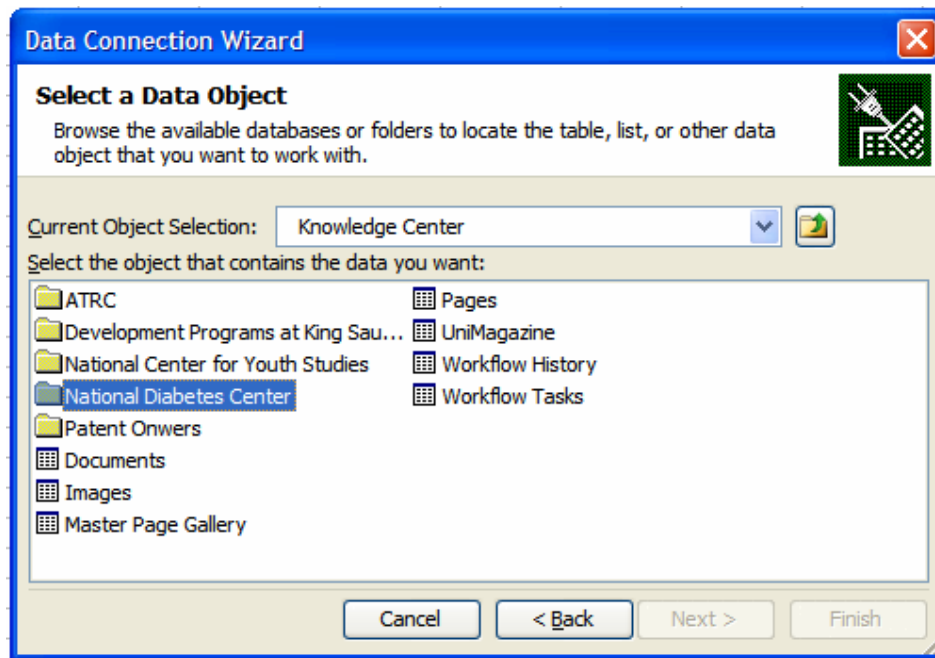 Data Connection Wizard
Select a Data Object
Browse the available databases or folders to locate the table, list, or other data
object that you want to work with.
Current Object Selection: Knowledge Center
Select the object that contains the data you want:
ATRC
Development Programs at King Sau...
National Center for Youth Studies
National Diabetes Center
Patent Onwers
Documents
Images
Master Page Gallery
Pages
UniMagazine
Workflow History
Workflow Tasks
Cancel < Back Next > Finish